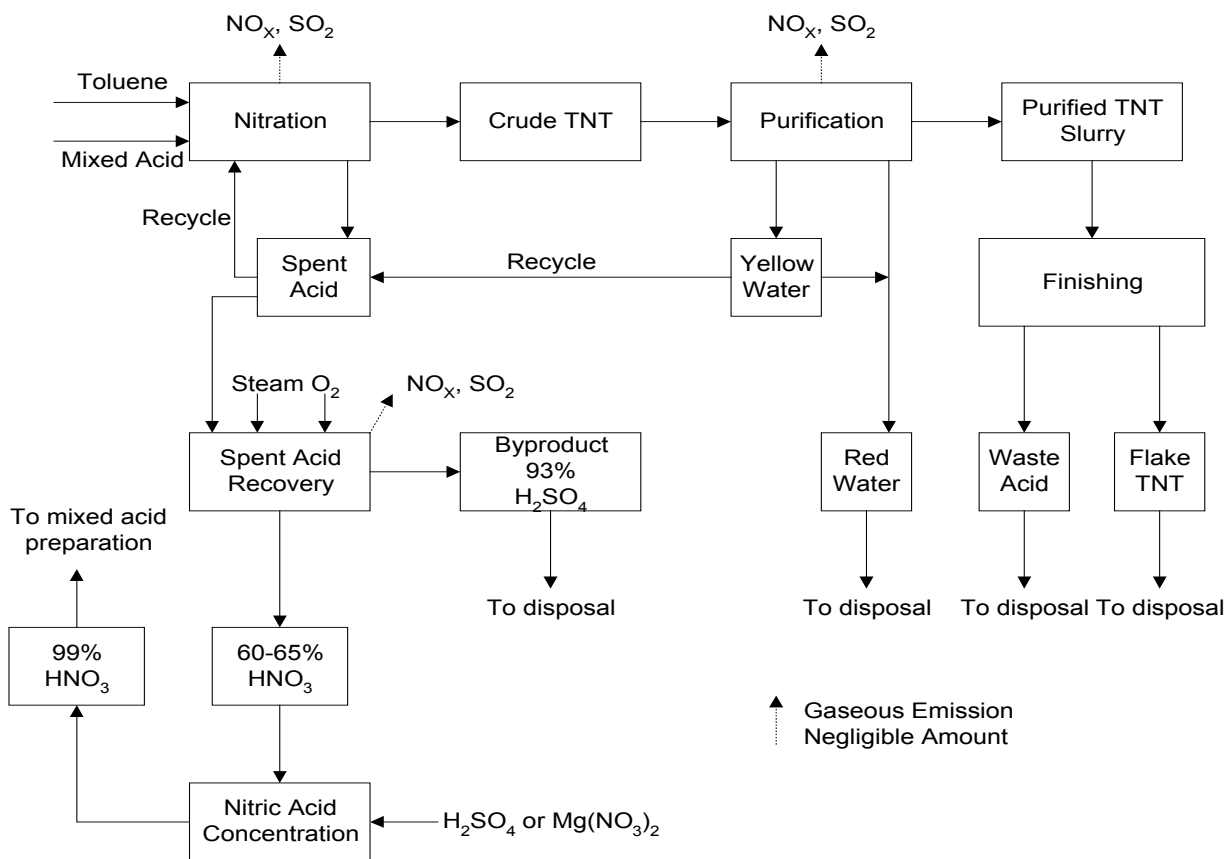 NOX, SO2
NOX, SO2
Toluene
Mixed Acid
Nitration
Crude TNT
Purification
Purified TNT
Slurry
Recycle
Spent
Acid
Recycle
Yellow
Water
Finishing
Steam O2
NOX, SO2
Spent Acid
Recovery
Byproduct
93%
H2SO4
Red
Water
Waste
Acid
Flake
TNT
To mixed acid
preparation
To disposal
To disposal
To disposal
To disposal
99%
HNO3
60-65%
HNO3
Gaseous Emission
Negligible Amount
Nitric Acid
Concentration
H2SO4 or Mg(NO3)2